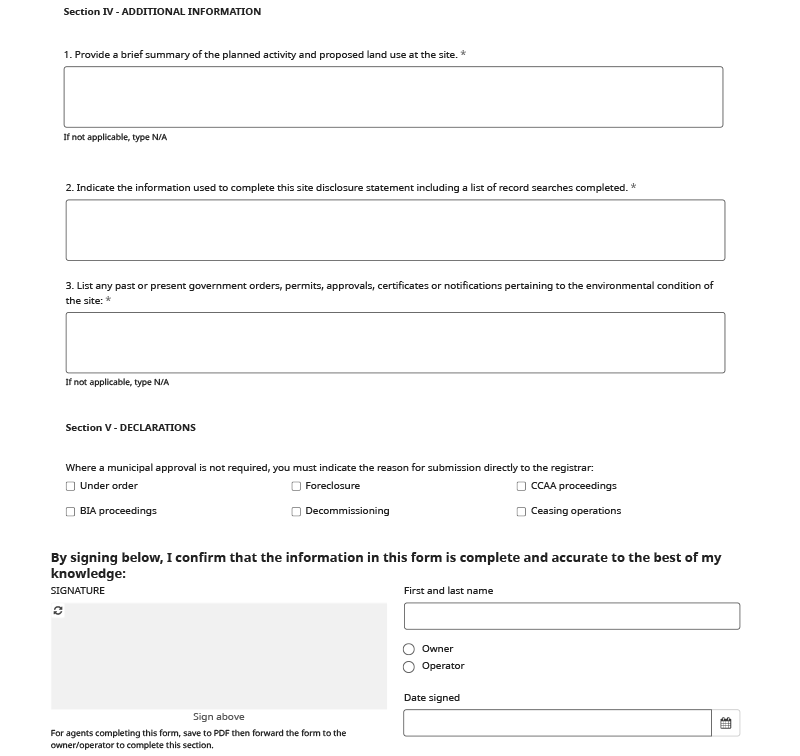 Section IV - ADDITIONAL INFORMATION
1. Provide a brief summary of the planned activity and proposed land use at the site. *
If not applicable, type N/A
2. Indicate the information used to complete this site disclosure statement including a list of record searches completed. *
3. List any past or present government orders, permits, approvals, certificates or notifications pertaining to the environmental condition of
the site: *
If not applicable, type N/A
Section V - DECLARATIONS
Where a municipal approval is not required, you must indicate the reason for submission directly to the registrar:
Under order
Foreclosure
CCAA proceedings
BIA proceedings
Decommissioning
Ceasing operations
By signing below, I confirm that the information in this form is complete and accurate to the best of my
knowledge:
SIGNATURE
Sign above
For agents completing this form, save to PDF then forward the form to the
owner/operator to complete this section.
First and last name
Owner
Operator
Date signed